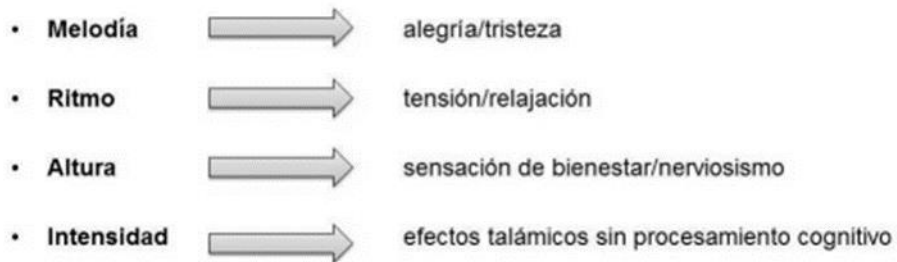 • Melodía alegría/tristeza
• Ritmo tensión/relajación
• Altura sensación de bienestar/nerviosismo
• Intensidad efectos talámicos sin procesamiento cognitivo